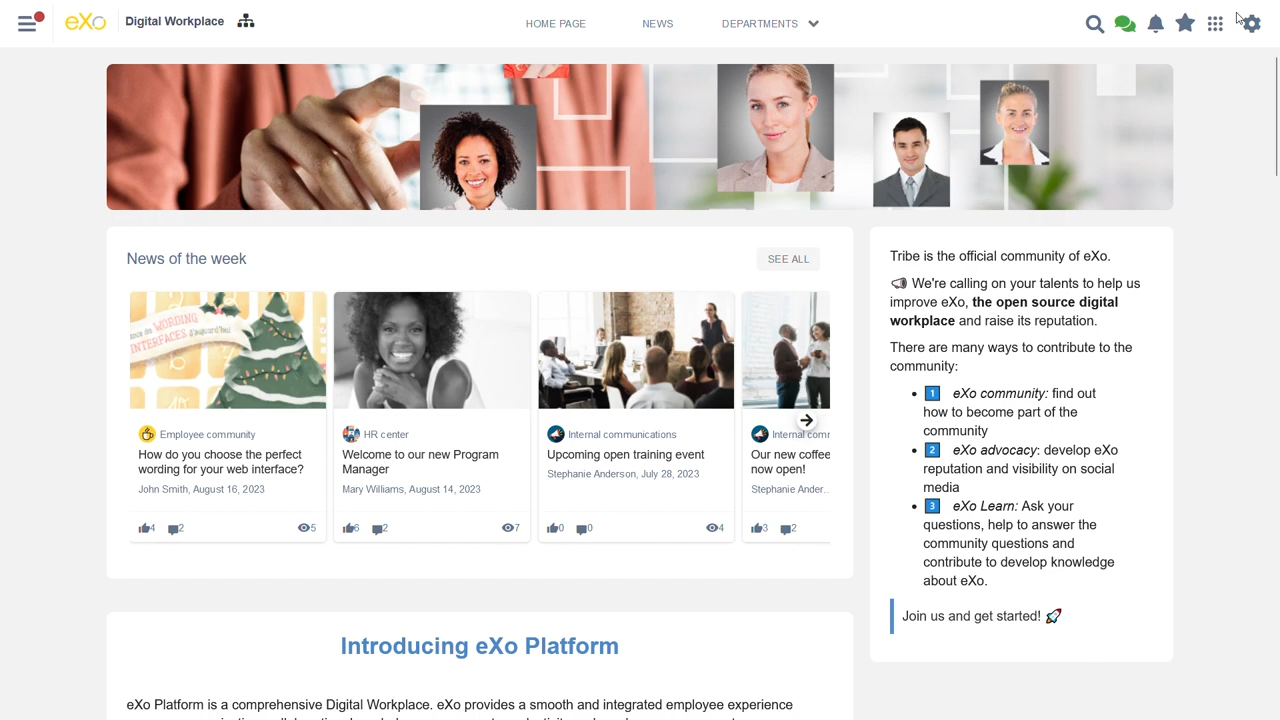 eXo
Digital Workplace
HOME PAGE
NEWS
DEPARTMENTS
News of the week
SEE ALL
WORDING
INTERFACES d'aujourd'hui
Employee community
How do you choose the perfect
wording for your web interface?
John Smith, August 16, 2023
4
2
5
HR center
Welcome to our new Program
Manager
Mary Williams, August 14, 2023
6
2
7
Internal communications
Upcoming open training event
Stephanie Anderson, July 28, 2023
0
0
4
Internal comm
Our new coffee
now open!
Stephanie Ander...
3
2
Tribe is the official community of eXo.
📢 We're calling on your talents to help us
improve eXo, the open source digital
workplace and raise its reputation.
There are many ways to contribute to the
community:
• 1 eXo community: find out
how to become part of the
community
• 2 eXo advocacy: develop eXo
reputation and visibility on social
media
• 3 eXo Learn: Ask your
questions, help to answer the
community questions and
contribute to develop knowledge
about eXo.
Join us and get started! 🚀
Introducing eXo Platform
eXo Platform is a comprehensive Digital Workplace. eXo provides a smooth and integrated employee experience